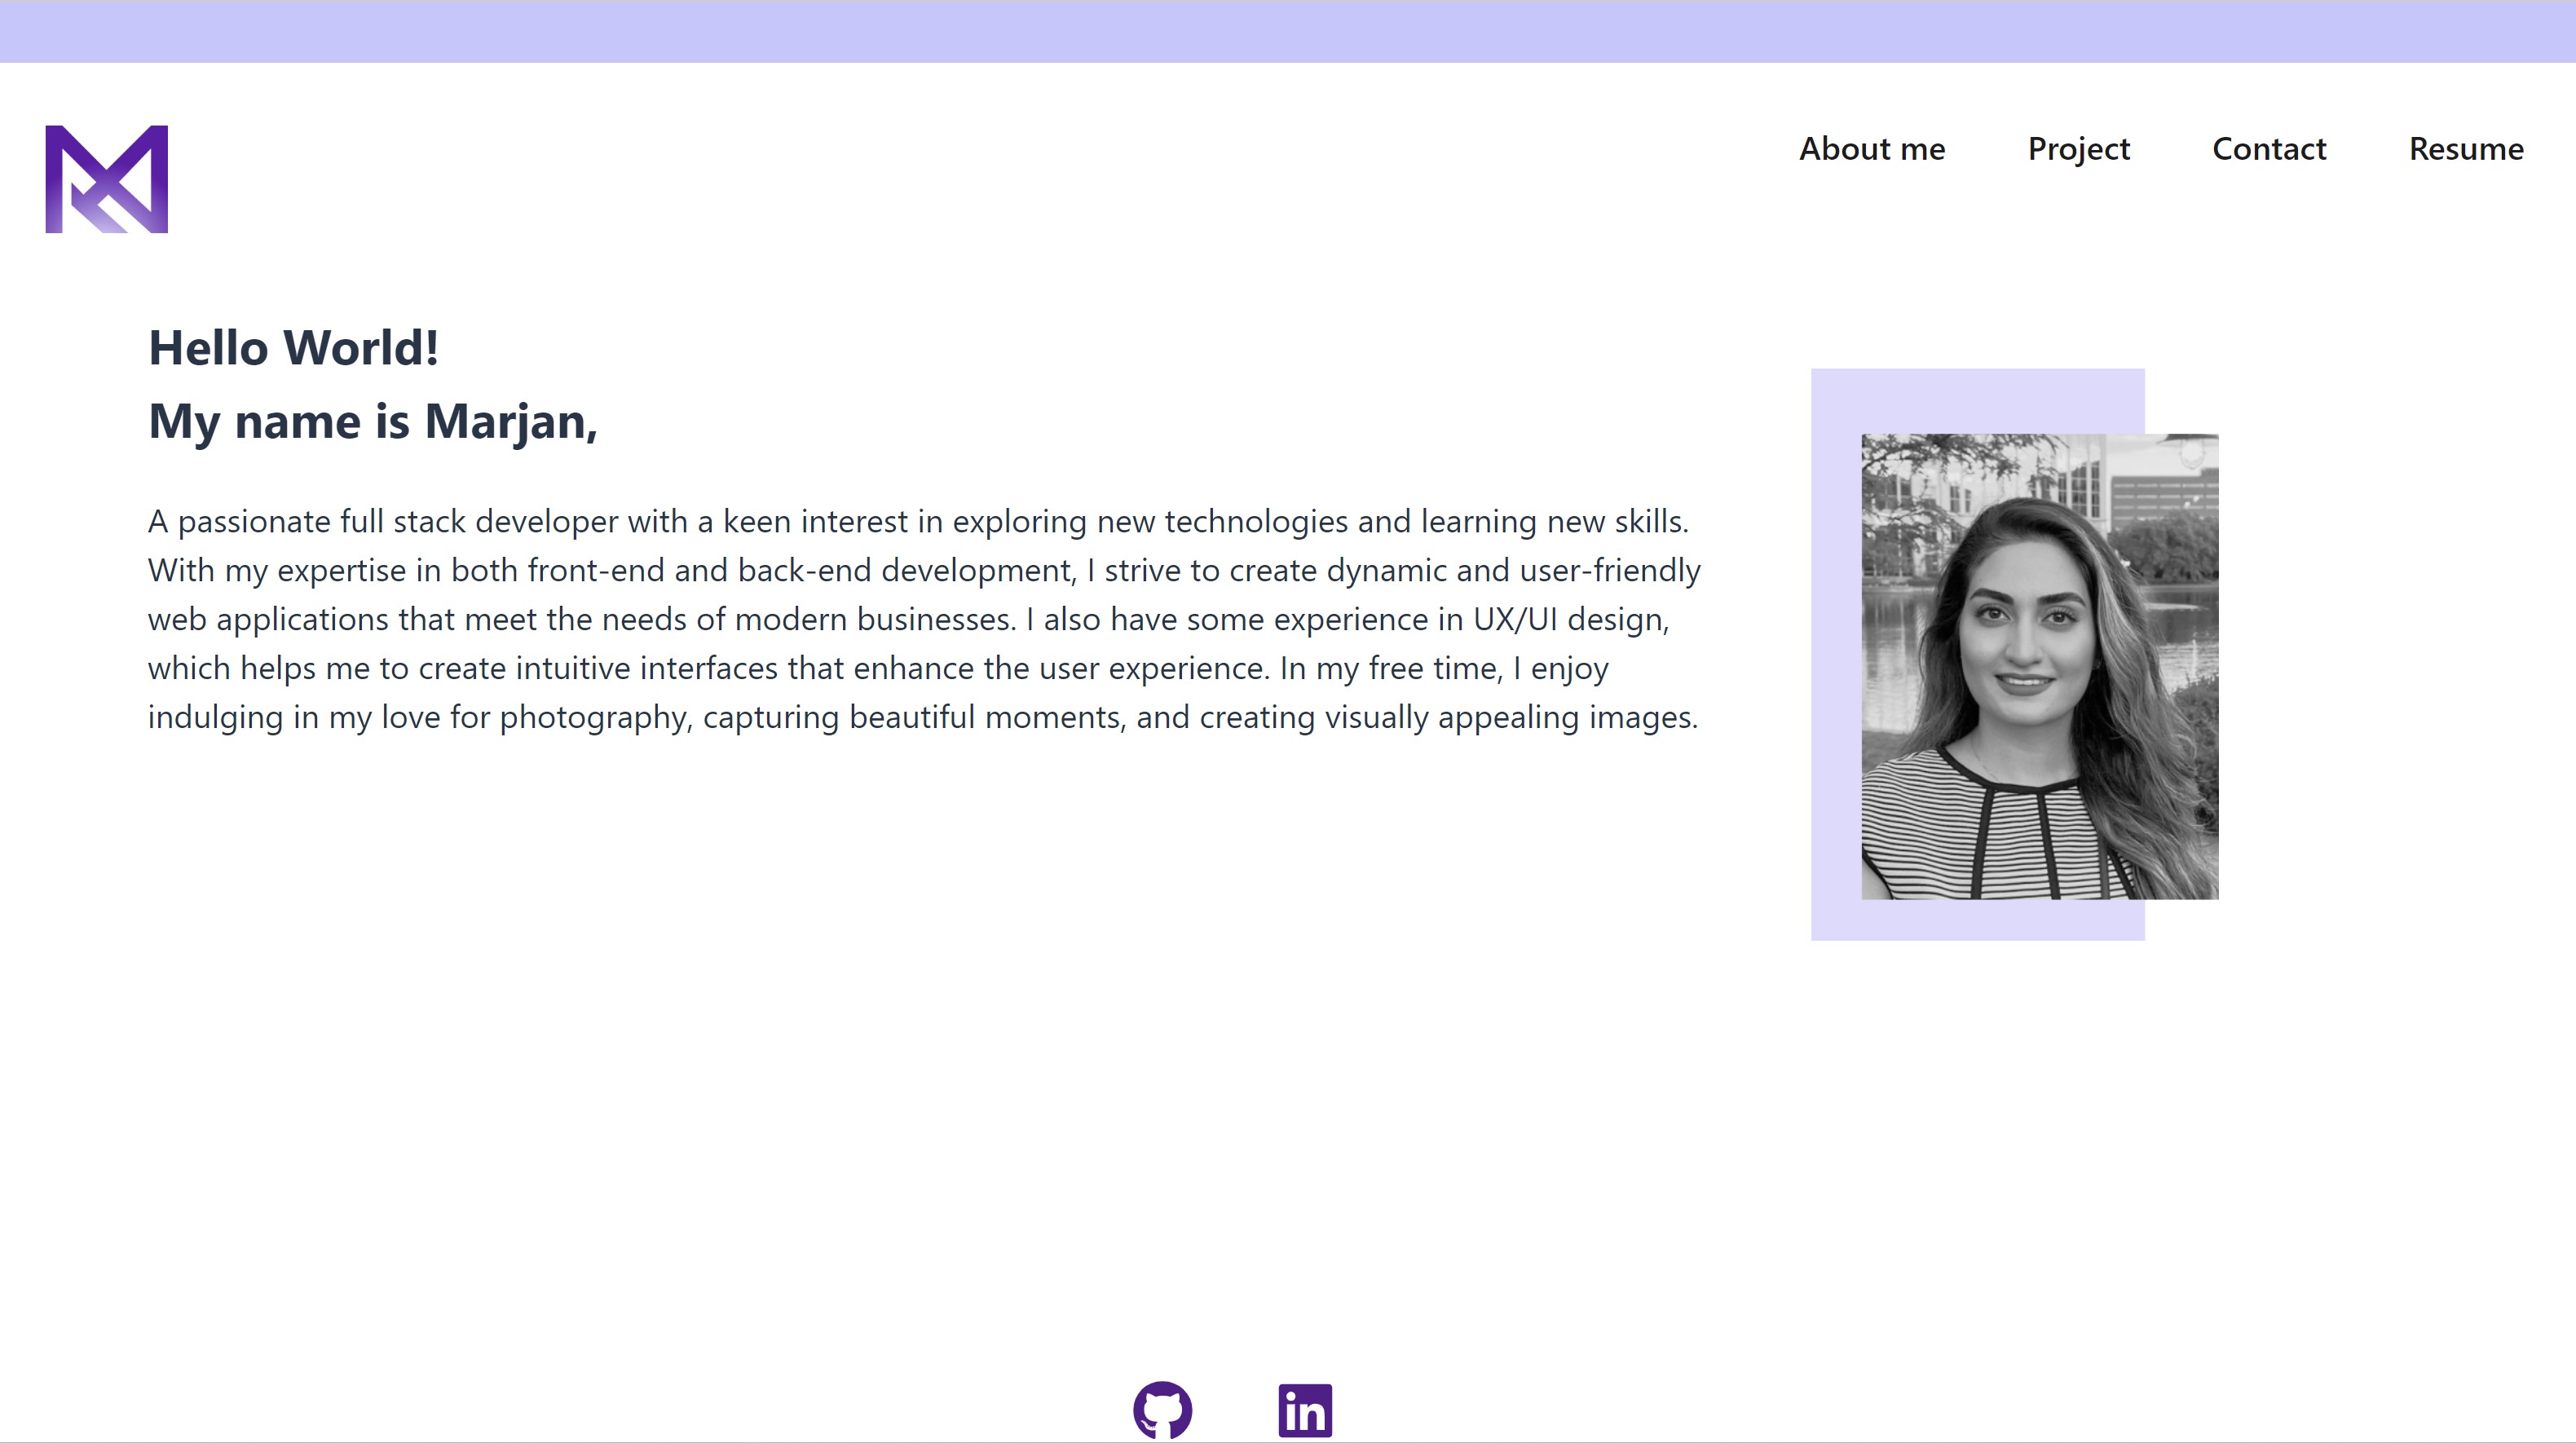 About me Project Contact Resume
Hello World!
My name is Marjan,
A passionate full stack developer with a keen interest in exploring new technologies and learning new skills.
With my expertise in both front-end and back-end development, I strive to create dynamic and user-friendly
web applications that meet the needs of modern businesses. I also have some experience in UX/UI design,
which helps me to create intuitive interfaces that enhance the user experience. In my free time, I enjoy
indulging in my love for photography, capturing beautiful moments, and creating visually appealing images.
in